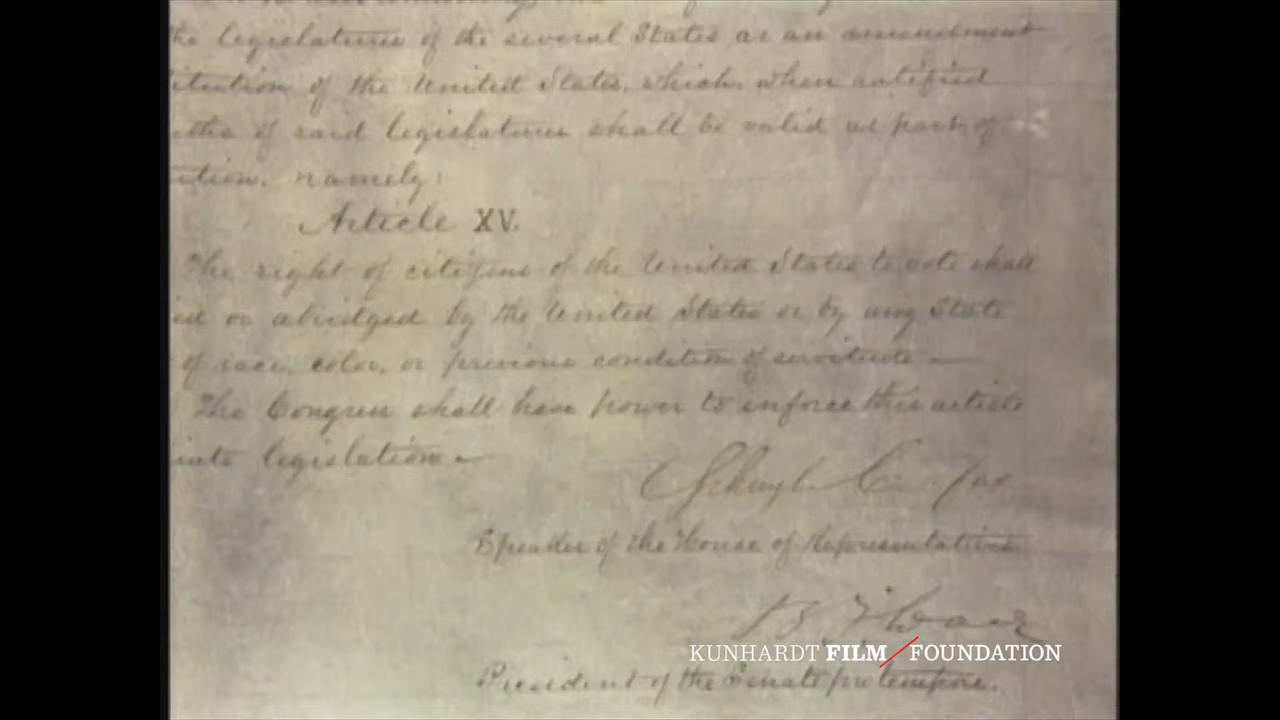 the legislatures of the several States as an amendment
itution of the United States, which, when ratified
ths of said legislatures shall be valid as part of
ution, namely:
Article XV.
The right of citizens of the United States to vote shall
ed or abridged by the United States or by any State
of race, color, or previous condition of servitude —
The Congress shall have power to enforce this article
legislation —
Speaker of the House of Representatives.
KUNHARDT FILM / FOUNDATION
President of the Senate pro tempore.